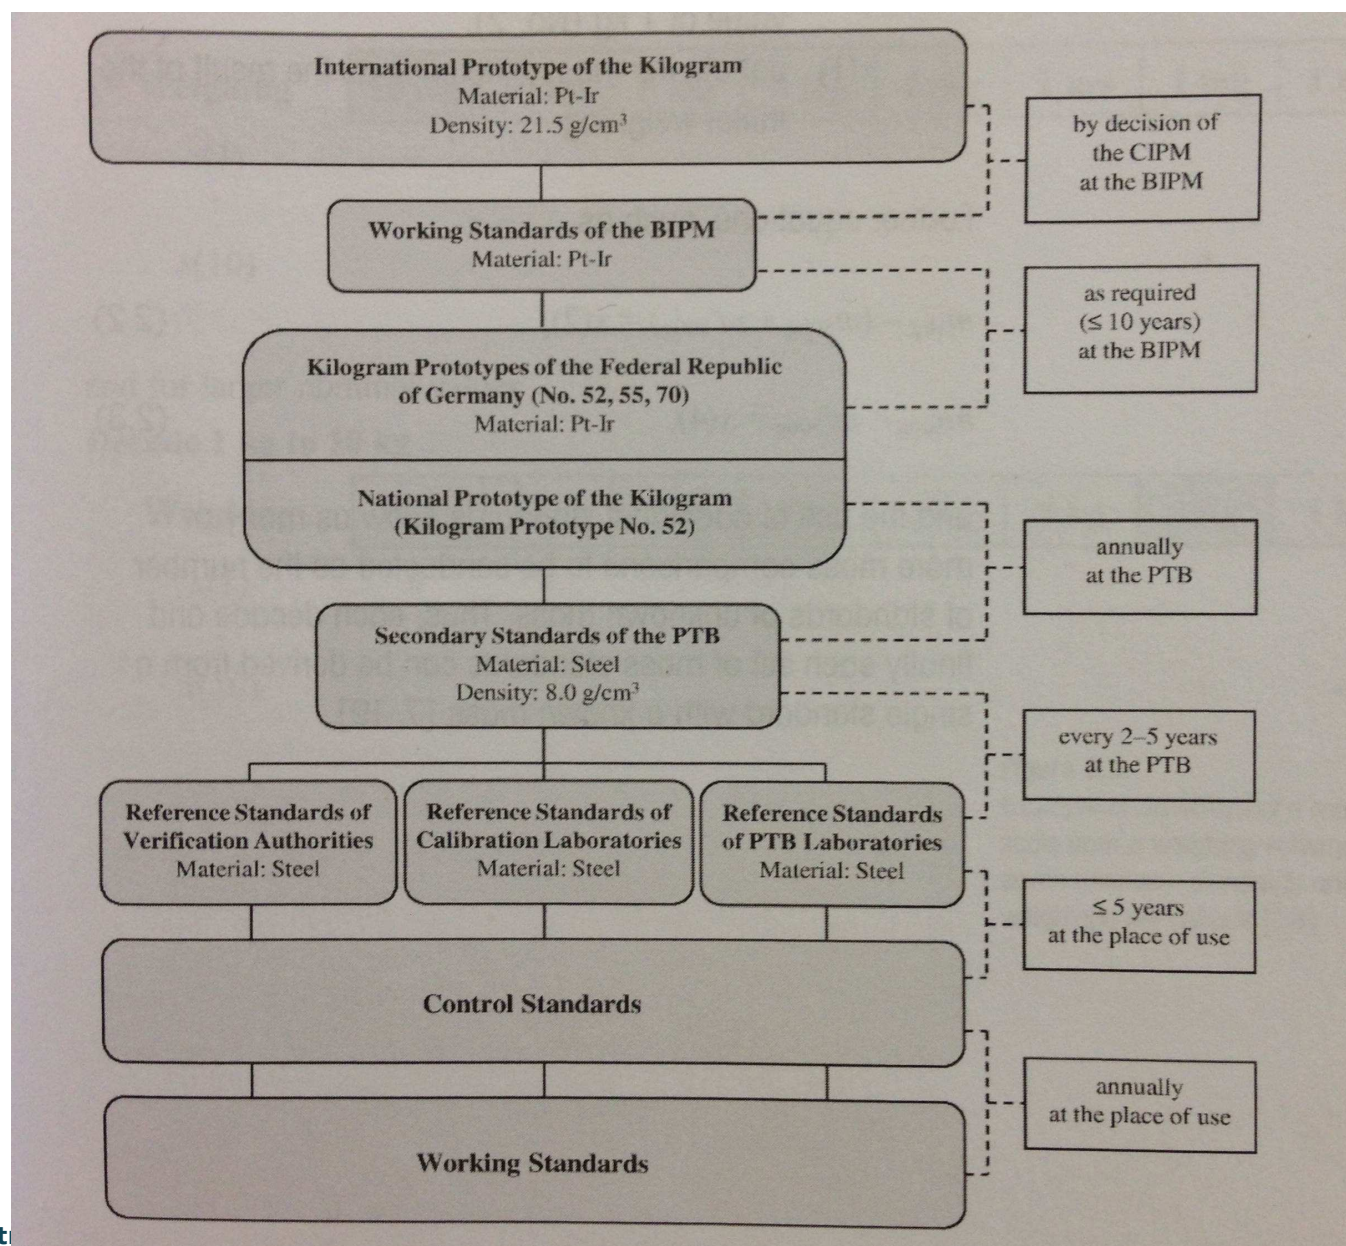 International Prototype of the Kilogram
Material: Pt-Ir
Density: 21.5 g/cm³
by decision of
the CIPM
at the BIPM
Working Standards of the BIPM
Material: Pt-Ir
as required
(≤ 10 years)
at the BIPM
Kilogram Prototypes of the Federal Republic
of Germany (No. 52, 55, 70)
Material: Pt-Ir
National Prototype of the Kilogram
(Kilogram Prototype No. 52)
annually
at the PTB
Secondary Standards of the PTB
Material: Steel
Density: 8.0 g/cm³
every 2–5 years
at the PTB
Reference Standards of
Verification Authorities
Material: Steel
Reference Standards of
Calibration Laboratories
Material: Steel
Reference Standards
of PTB Laboratories
Material: Steel
≤ 5 years
at the place of use
Control Standards
annually
at the place of use
Working Standards